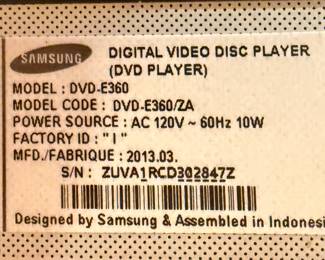 SAMSUNG
DIGITAL VIDEO DISC PLAYER
(DVD PLAYER)
MODEL : DVD-E360
MODEL CODE : DVD-E360/ZA
POWER SOURCE : AC 120V ~ 60Hz 10W
FACTORY ID : " I "
MFD./FABRIQUE : 2013.03.
S/N : ZUVA1RCD302847Z
Designed by Samsung & Assembled in Indonesi